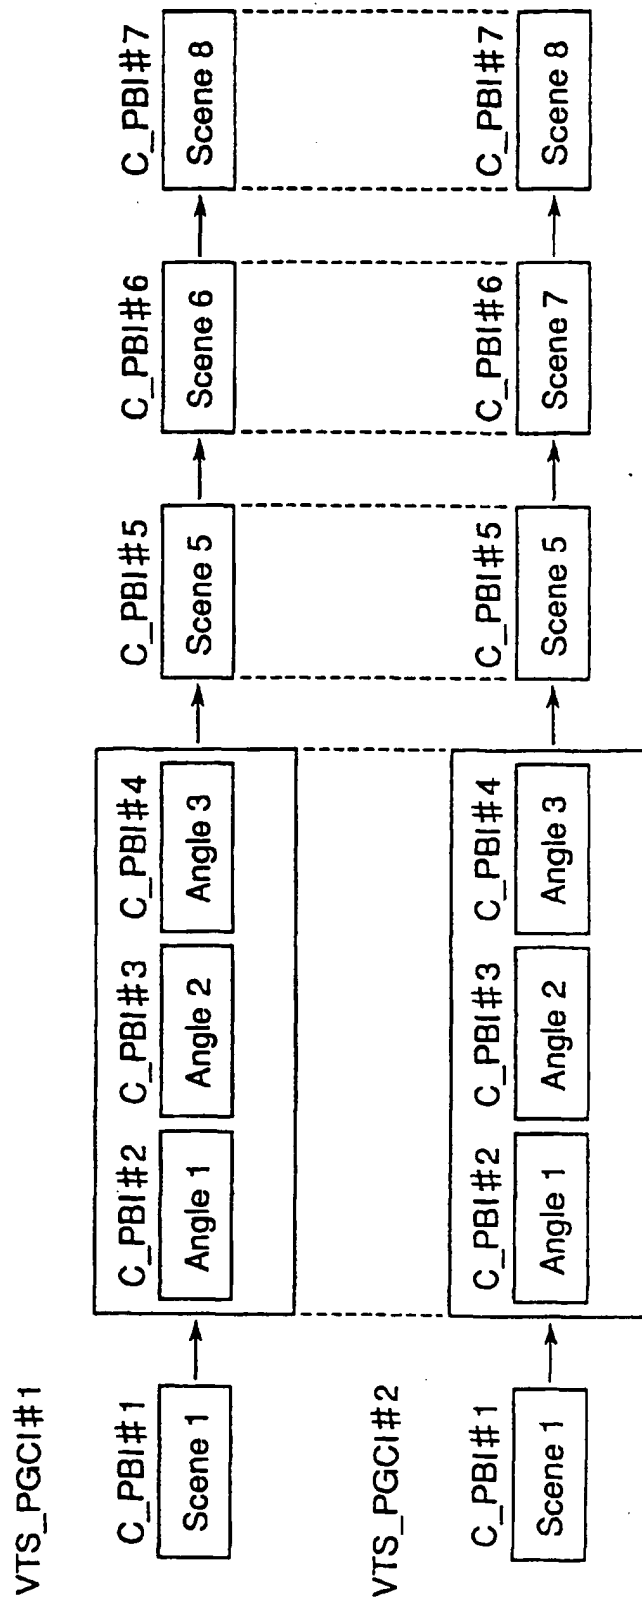 VTS_PGCI#1
C_PBI#1 C_PBI#2 C_PBI#3 C_PBI#4 C_PBI#5 C_PBI#6 C_PBI#7
Scene 1 Angle 1 Angle 2 Angle 3 Scene 5 Scene 6 Scene 8
VTS_PGCI#2
C_PBI#1 C_PBI#2 C_PBI#3 C_PBI#4 C_PBI#5 C_PBI#6 C_PBI#7
Scene 1 Angle 1 Angle 2 Angle 3 Scene 5 Scene 7 Scene 8